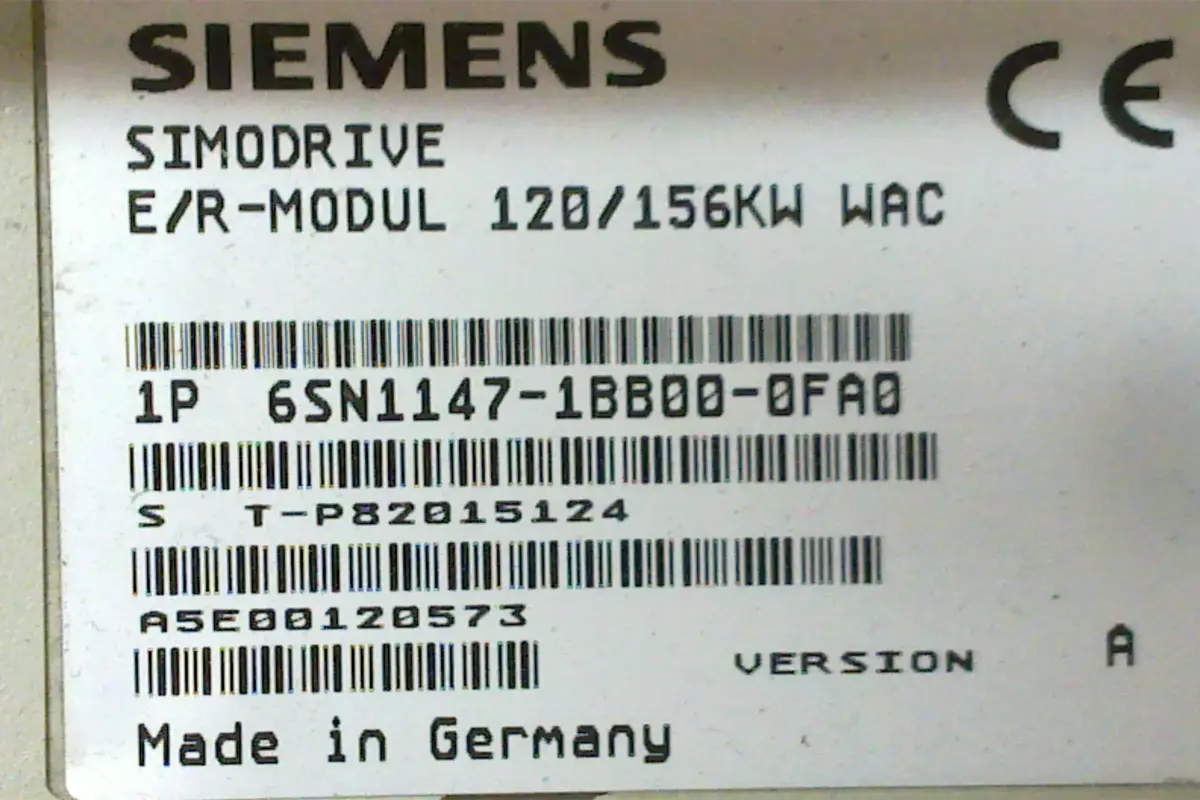 SIEMENS
CE
SIMODRIVE
E/R-MODUL 120/156KW WAC
1P 6SN1147-1BB00-0FA0
S T-P82015124
A5E00120573
VERSION A
Made in Germany